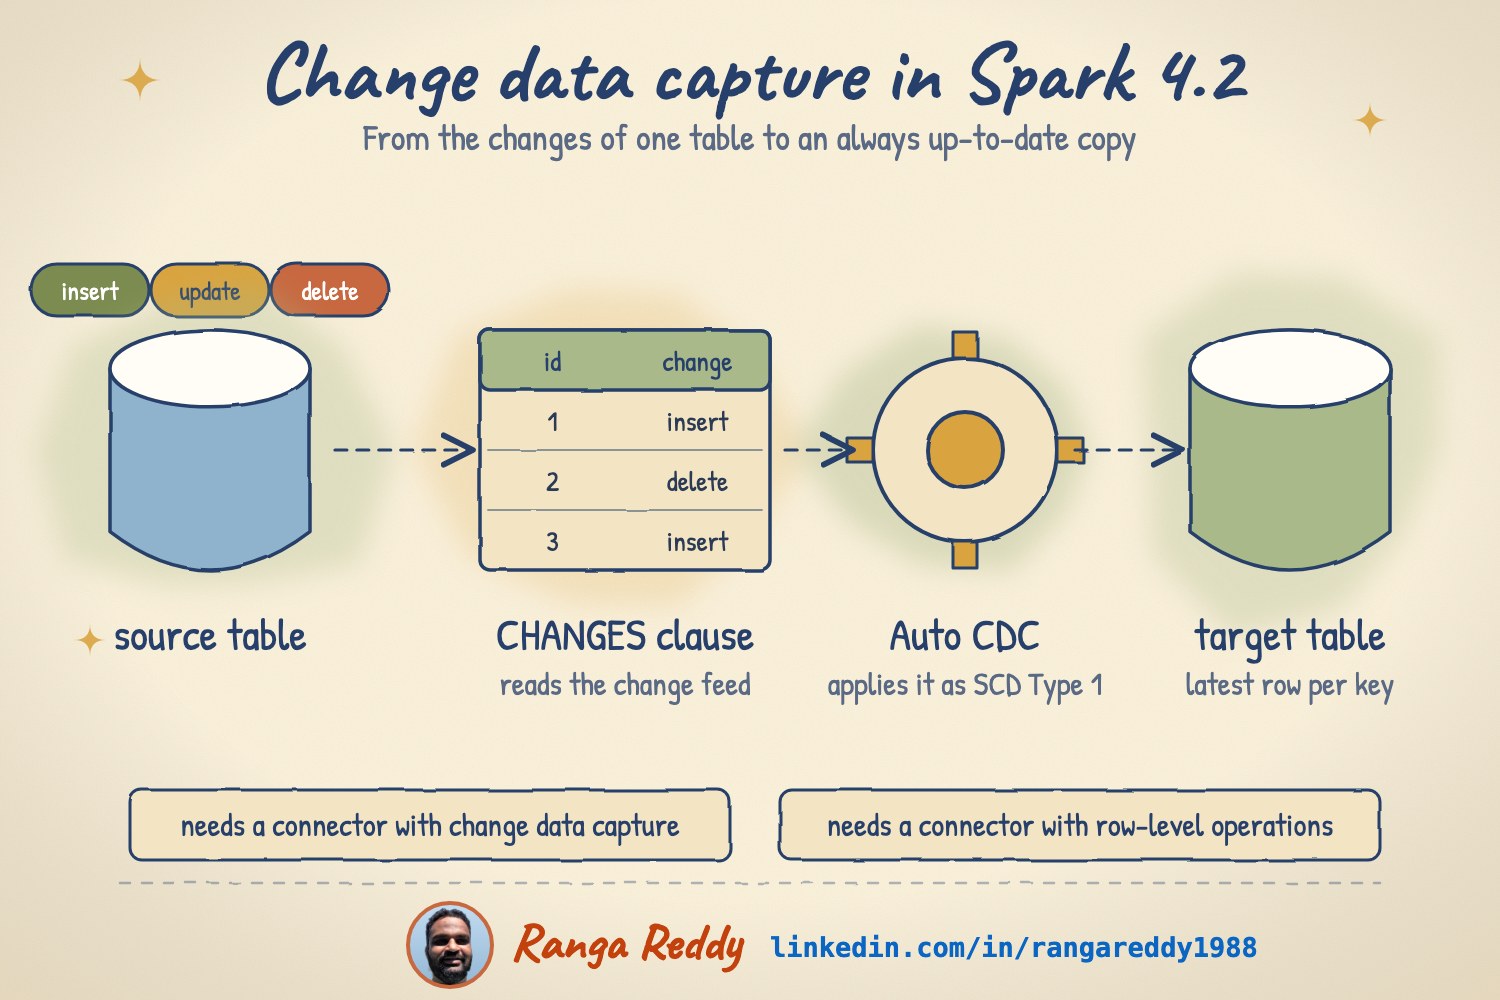 Change data capture in Spark 4.2
From the changes of one table to an always up-to-date copy
insert update delete
id change
1 insert
2 delete
3 insert
source table
CHANGES clause
reads the change feed
Auto CDC
applies it as SCD Type 1
target table
latest row per key
needs a connector with change data capture
needs a connector with row-level operations
Ranga Reddy linkedin.com/in/rangareddy1988